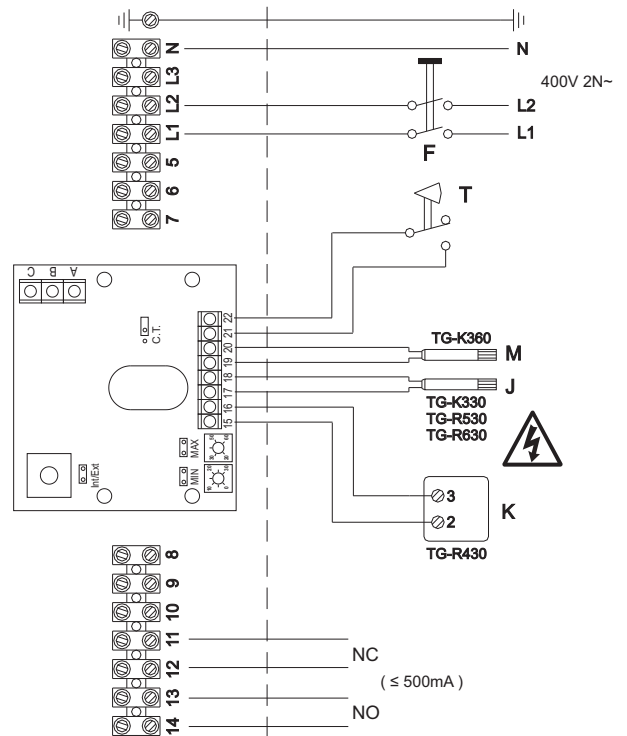 N
L3
L2
L1
5
6
7
N
400V 2N~
L2
L1
F
T
C B A
C.T.
22
21
20
19
18
17
16
15
TG-K360
M
J
TG-K330
TG-R530
TG-R630
MAX
MIN
Int/Ext
3
2
K
TG-R430
8
9
10
11
12
13
14
NC
( ≤ 500mA )
NO